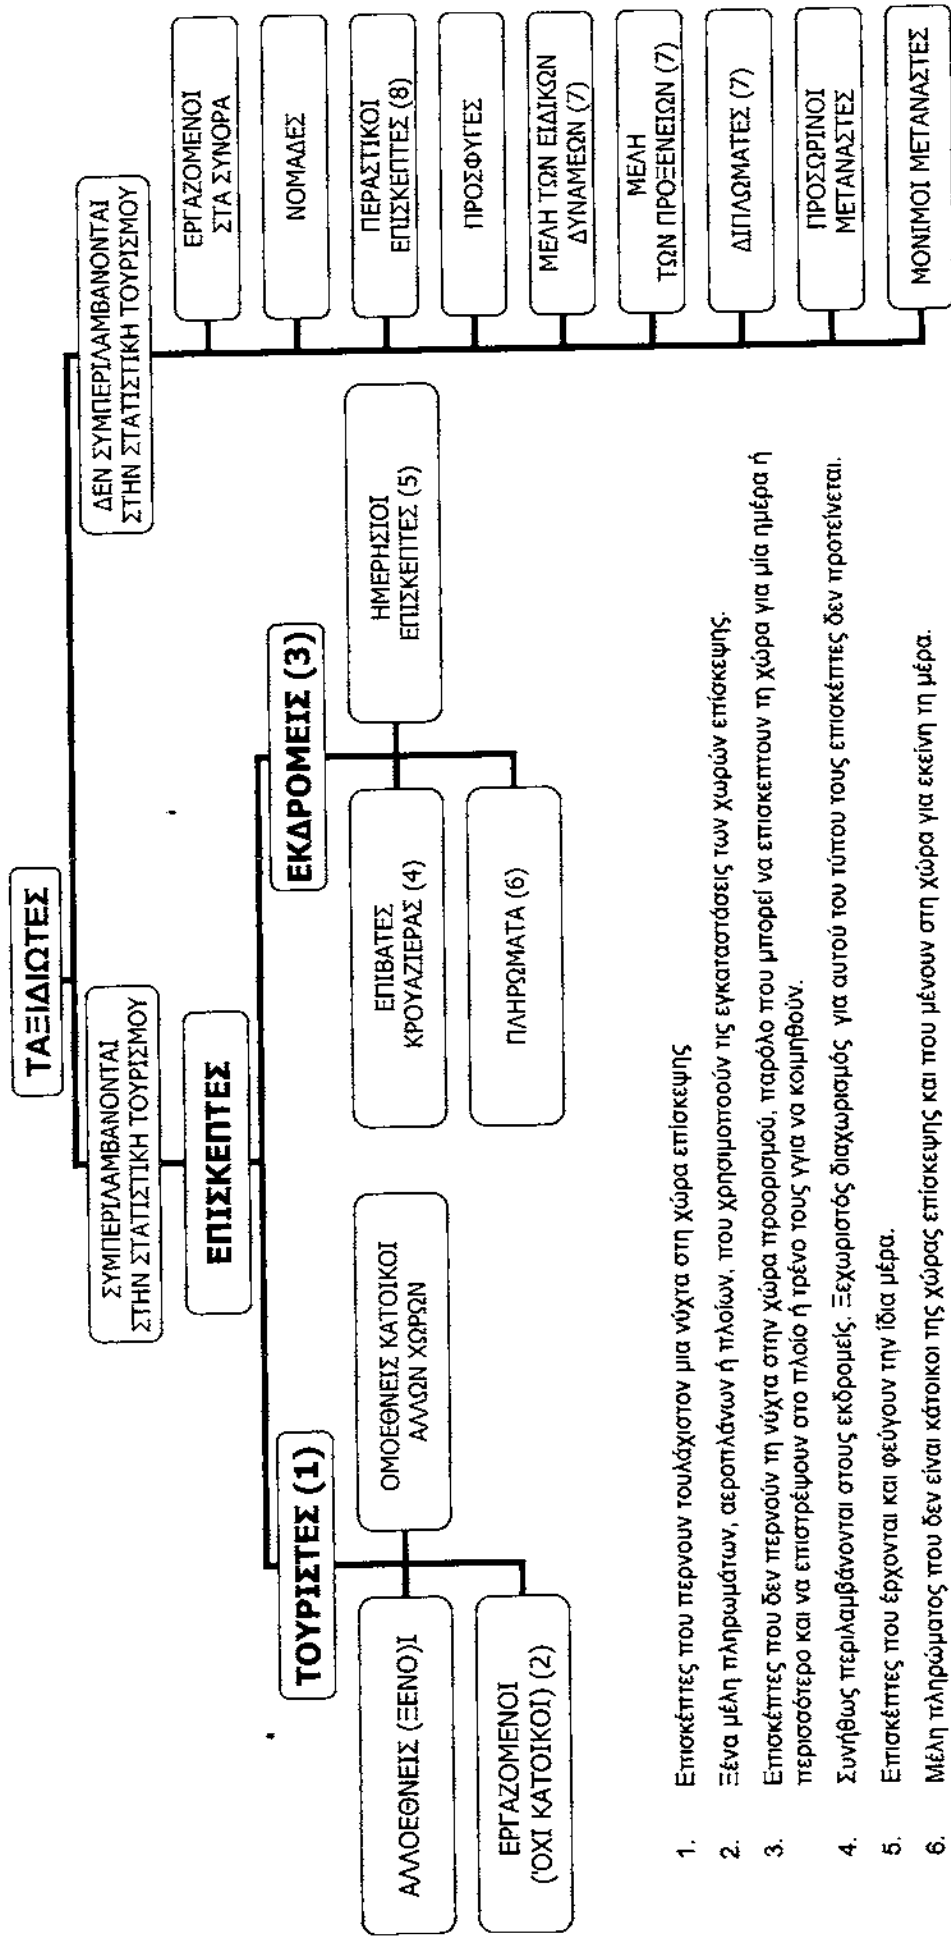 ΤΑΞΙΔΙΩΤΕΣ
ΣΥΜΠΕΡΙΛΑΜΒΑΝΟΝΤΑΙ
ΣΤΗΝ ΣΤΑΤΙΣΤΙΚΗ ΤΟΥΡΙΣΜΟΥ
ΔΕΝ ΣΥΜΠΕΡΙΛΑΜΒΑΝΟΝΤΑΙ
ΣΤΗΝ ΣΤΑΤΙΣΤΙΚΗ ΤΟΥΡΙΣΜΟΥ
ΕΠΙΣΚΕΠΤΕΣ
ΤΟΥΡΙΣΤΕΣ (1)
ΕΚΔΡΟΜΕΙΣ (3)
ΑΛΛΟΕΘΝΕΙΣ (ΞΕΝΟ)Ι
ΟΜΟΕΘΝΕΙΣ ΚΑΤΟΙΚΟΙ
ΑΛΛΩΝ ΧΩΡΩΝ
ΕΡΓΑΖΟΜΕΝΟΙ
(ΌΧΙ ΚΑΤΟΙΚΟΙ) (2)
ΕΠΙΒΑΤΕΣ
ΚΡΟΥΑΖΙΕΡΑΣ (4)
ΗΜΕΡΗΣΙΟΙ
ΕΠΙΣΚΕΠΤΕΣ (5)
ΠΛΗΡΩΜΑΤΑ (6)
ΕΡΓΑΖΟΜΕΝΟΙ
ΣΤΑ ΣΥΝΟΡΑ
ΝΟΜΑΔΕΣ
ΠΕΡΑΣΤΙΚΟΙ
ΕΠΙΣΚΕΠΤΕΣ (8)
ΠΡΟΣΦΥΓΕΣ
ΜΕΛΗ ΤΩΝ ΕΙΔΙΚΩΝ
ΔΥΝΑΜΕΩΝ (7)
ΜΕΛΗ
ΤΩΝ ΠΡΟΞΕΝΕΙΩΝ (7)
ΔΙΠΛΩΜΑΤΕΣ (7)
ΠΡΟΣΩΡΙΝΟΙ
ΜΕΤΑΝΑΣΤΕΣ
ΜΟΝΙΜΟΙ ΜΕΤΑΝΑΣΤΕΣ
1. Επισκέπτες που περνουν τουλάχιστον μια νύχτα στη χώρα επίσκεψης
2. Ξένα μέλη πληρωμάτων, αεροπλάνων ή πλοίων, που χρησιμοποούν τις εγκαταστάσεις των χωρών επίσκεψης.
3. Επισκέπτες που δεν περνούν τη νύχτα στην χώρα προορισμού, παρόλο που μπορεί να επισκεπτουν τη χώρα για μία ημέρα ή
περισσότερο και να επιστρέψουν στο πλοίο ή τρένο τους γγια να κοιμηθούν.
4. Συνήθως περιλαμβάνονται στους εκδρομείς. Ξεχωριστός διαχωρισμός για αυτού του τύπου τους επισκέπτες δεν προτείνεται.
5. Επισκέπτες που έρχονται και φεύγουν την ίδια μέρα.
6. Μέλη πληρώματος που δεν είναι κάτοικοι της χώρας επίσκεψης και που μένουν στη χώρα για εκείνη τη μέρα.